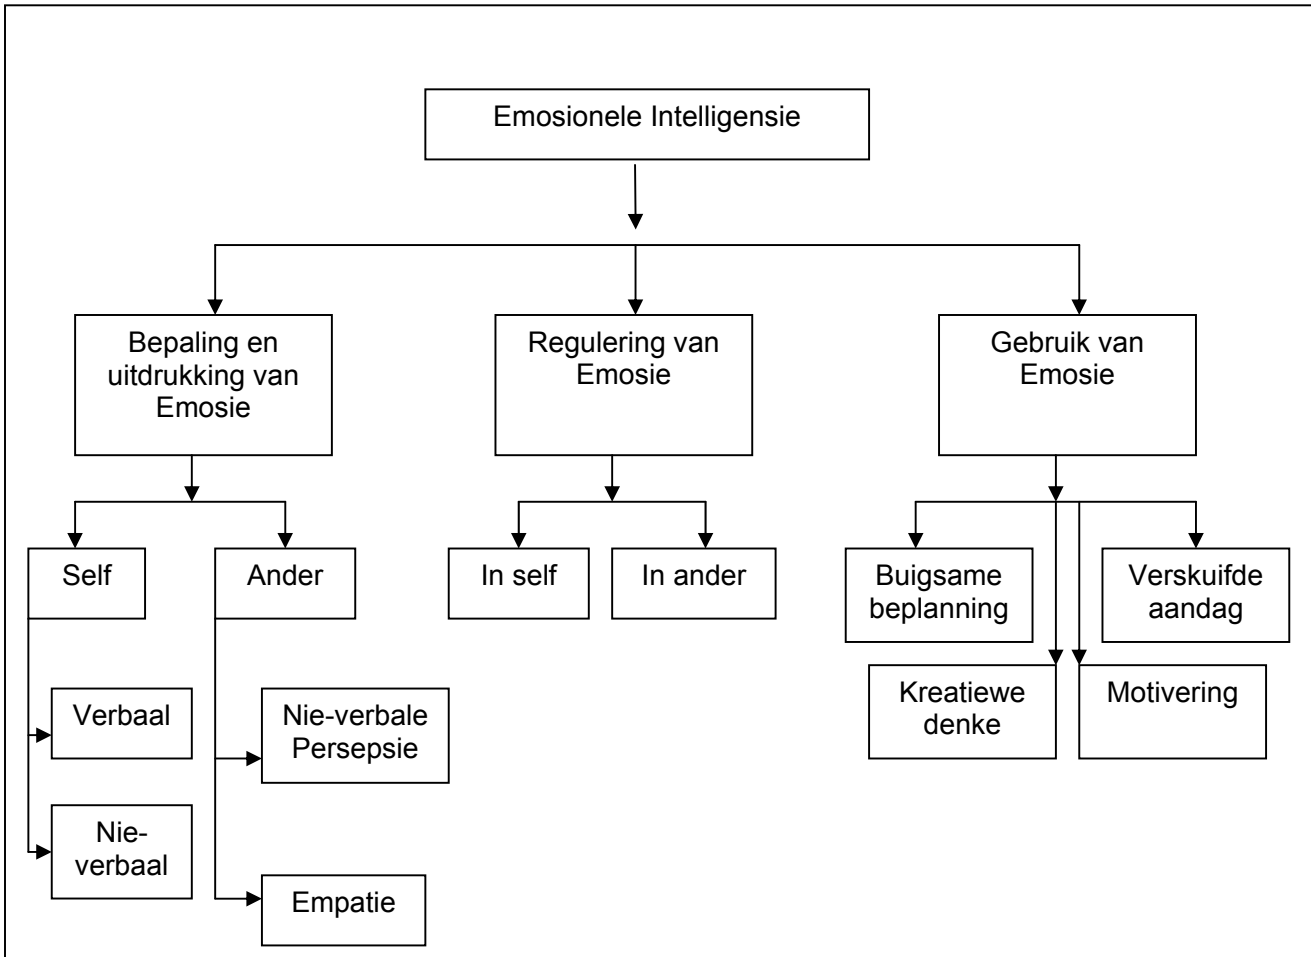 Emosionele Intelligensie
Bepaling en
uitdrukking van
Emosie
Regulering van
Emosie
Gebruik van
Emosie
Self
Ander
In self
In ander
Buigsame
beplanning
Verskuifde
aandag
Kreatiewe
denke
Motivering
Verbaal
Nie-verbale
Persepsie
Nie-
verbaal
Empatie